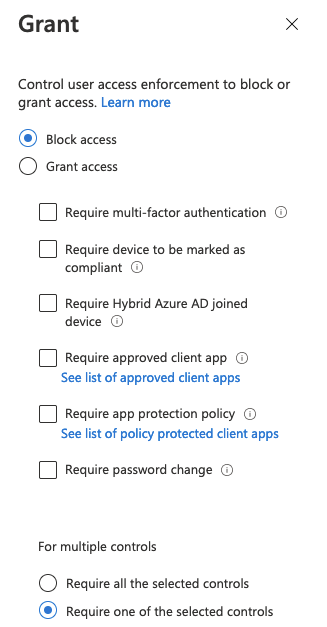 Grant
Control user access enforcement to block or
grant access. Learn more
Block access
Grant access
Require multi-factor authentication
Require device to be marked as
compliant
Require Hybrid Azure AD joined
device
Require approved client app
See list of approved client apps
Require app protection policy
See list of policy protected client apps
Require password change
For multiple controls
Require all the selected controls
Require one of the selected controls